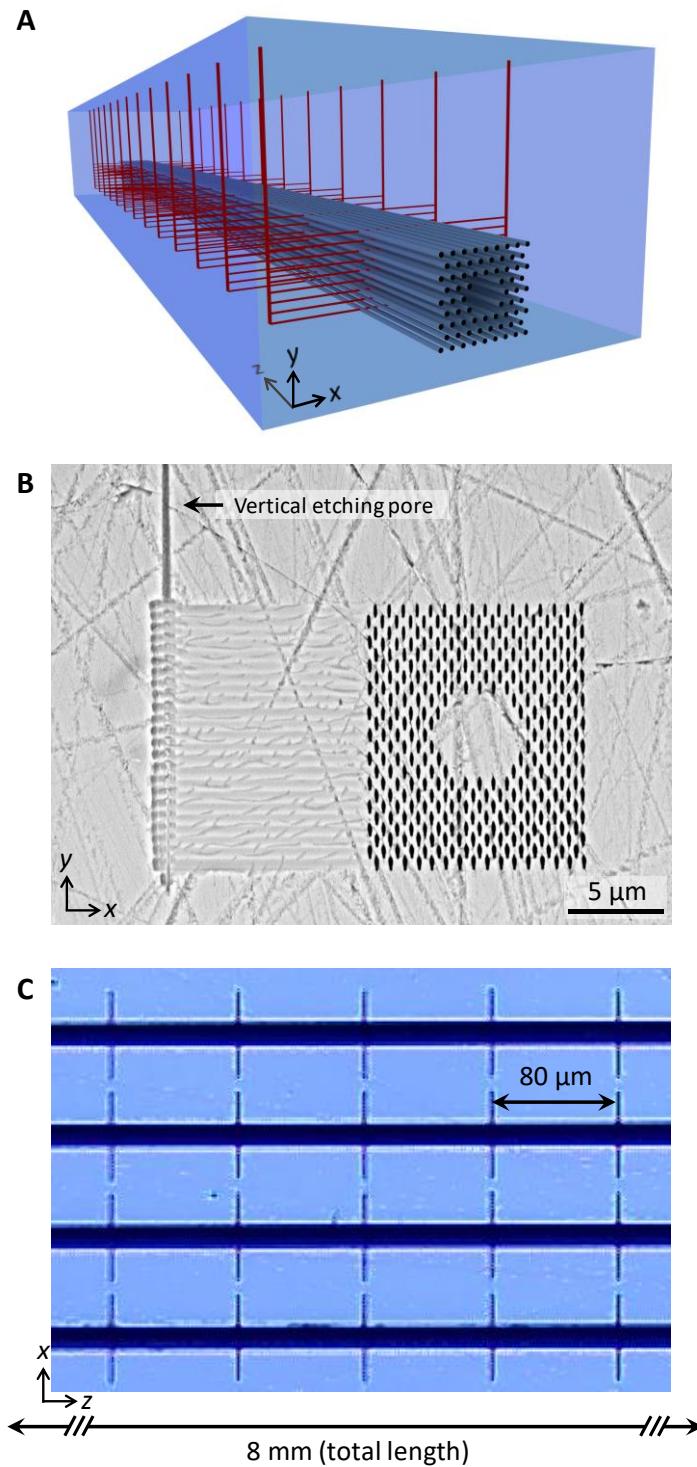 A
y
z
x
B
Vertical etching pore
y
x
5 μm
C
80 μm
x
z
8 mm (total length)